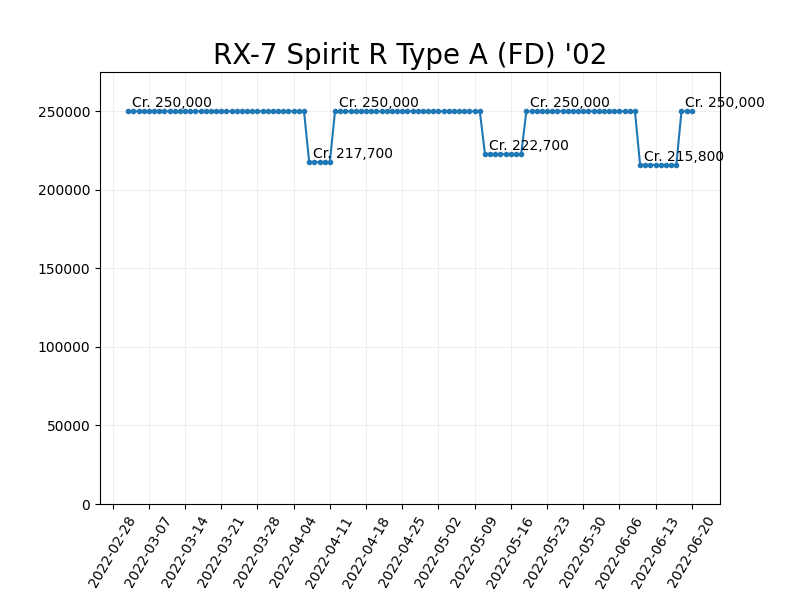 RX-7 Spirit R Type A (FD) '02
250000
200000
150000
100000
50000
0
Cr. 250,000
Cr. 217,700
Cr. 250,000
Cr. 222,700
Cr. 250,000
Cr. 215,800
Cr. 250,000
2022-02-28
2022-03-07
2022-03-14
2022-03-21
2022-03-28
2022-04-04
2022-04-11
2022-04-18
2022-04-25
2022-05-02
2022-05-09
2022-05-16
2022-05-23
2022-05-30
2022-06-06
2022-06-13
2022-06-20